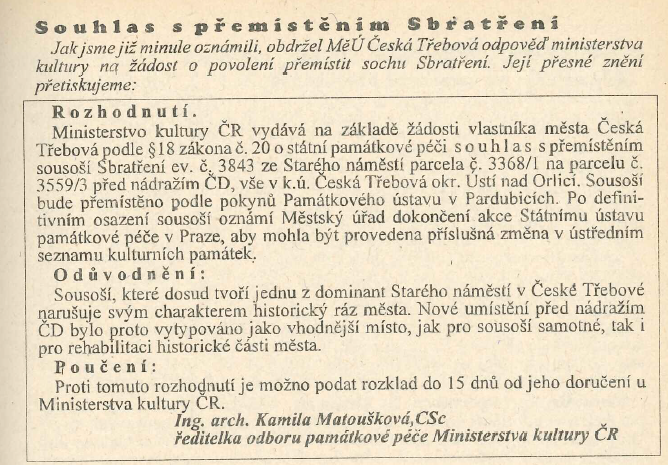 Souhlas s přemístěním Sbratření
Jak jsme již minule oznámili, obdržel MěÚ Česká Třebová odpověď ministerstva
kultury na žádost o povolení přemístit sochu Sbratření. Její přesné znění
přetiskujeme:
Rozhodnutí.
Ministerstvo kultury ČR vydává na základě žádosti vlastníka města Česká
Třebová podle §18 zákona č. 20 o státní památkové péči souhlas s přemístěním
sousoší Sbratření ev. č. 3843 ze Starého náměstí parcela č. 3368/1 na parcelu č.
3559/3 před nádražím ČD, vše v k.ú. Česká Třebová okr. Ústí nad Orlicí. Sousoší
bude přemístěno podle pokynů Památkového ústavu v Pardubicích. Po defini-
tivním osazení sousoší oznámí Městský úřad dokončení akce Státnímu ústavu
památkové péče v Praze, aby mohla být provedena příslušná změna v ústředním
seznamu kulturních památek.
Odůvodnění:
Sousoší, které dosud tvoří jednu z dominant Starého náměstí v České Třebové
narušuje svým charakterem historický ráz města. Nové umístění před nádražím
ČD bylo proto vytypováno jako vhodnější místo, jak pro sousoší samotné, tak i
pro rehabilitaci historické části města.
Poučení:
Proti tomuto rozhodnutí je možno podat rozklad do 15 dnů od jeho doručení u
Ministerstva kultury ČR.
Ing. arch. Kamila Matoušková,CSc
ředitelka odboru památkové péče Ministerstva kultury ČR